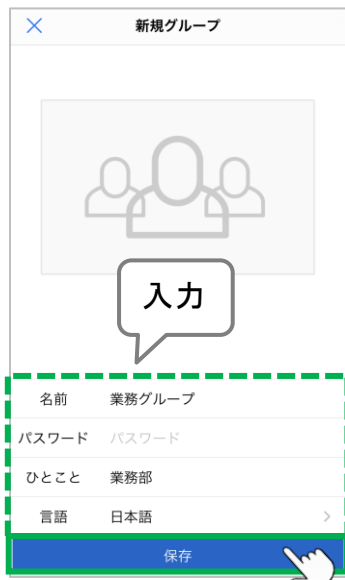 新規グループ
入力
名前 業務グループ
パスワード パスワード
ひとこと 業務部
言語 日本語
保存